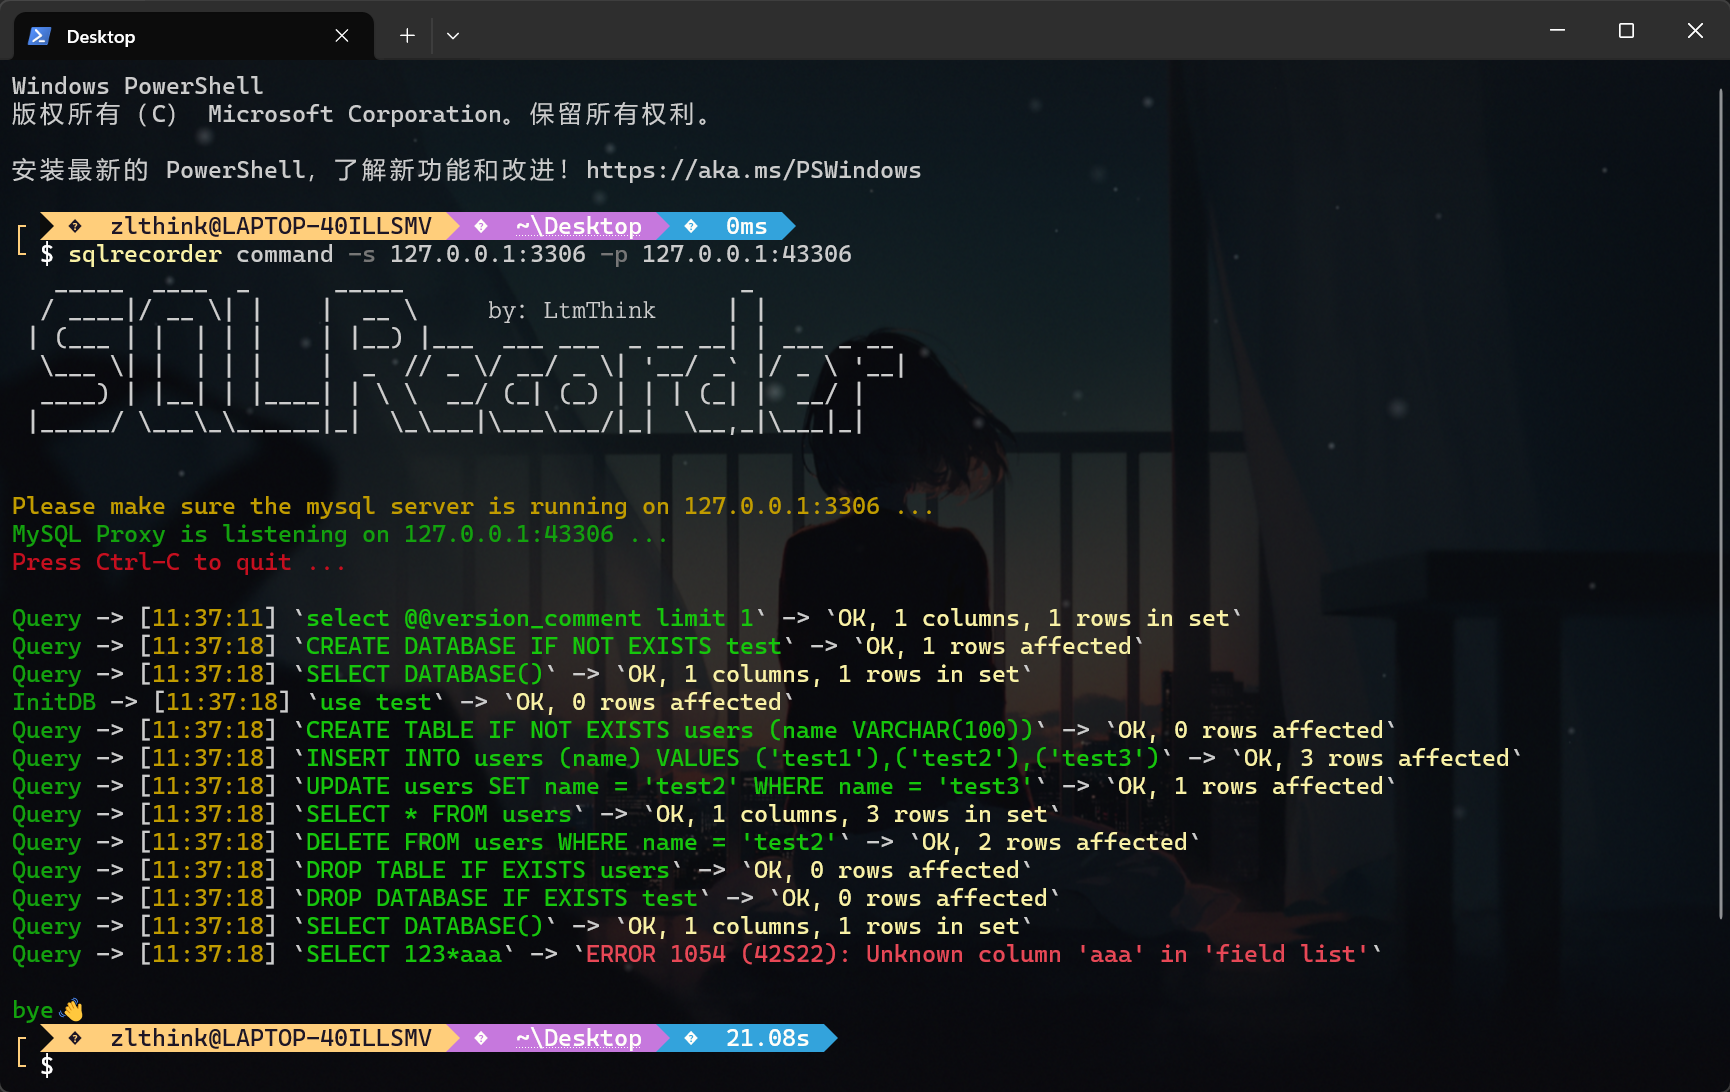 Desktop
Windows PowerShell
版权所有 (C) Microsoft Corporation。保留所有权利。
安装最新的 PowerShell，了解新功能和改进！https://aka.ms/PSWindows
zlthink@LAPTOP-40ILLSMV ~\Desktop 0ms
$ sqlrecorder command -s 127.0.0.1:3306 -p 127.0.0.1:43306
SQLRecorder by: LtmThink
Please make sure the mysql server is running on 127.0.0.1:3306 ...
MySQL Proxy is listening on 127.0.0.1:43306 ...
Press Ctrl-C to quit ...
Query -> [11:37:11] `select @@version_comment limit 1` -> `OK, 1 columns, 1 rows in set`
Query -> [11:37:18] `CREATE DATABASE IF NOT EXISTS test` -> `OK, 1 rows affected`
Query -> [11:37:18] `SELECT DATABASE()` -> `OK, 1 columns, 1 rows in set`
InitDB -> [11:37:18] `use test` -> `OK, 0 rows affected`
Query -> [11:37:18] `CREATE TABLE IF NOT EXISTS users (name VARCHAR(100))` -> `OK, 0 rows affected`
Query -> [11:37:18] `INSERT INTO users (name) VALUES ('test1'),('test2'),('test3')` -> `OK, 3 rows affected`
Query -> [11:37:18] `UPDATE users SET name = 'test2' WHERE name = 'test3'` -> `OK, 1 rows affected`
Query -> [11:37:18] `SELECT * FROM users` -> `OK, 1 columns, 3 rows in set`
Query -> [11:37:18] `DELETE FROM users WHERE name = 'test2'` -> `OK, 2 rows affected`
Query -> [11:37:18] `DROP TABLE IF EXISTS users` -> `OK, 0 rows affected`
Query -> [11:37:18] `DROP DATABASE IF EXISTS test` -> `OK, 0 rows affected`
Query -> [11:37:18] `SELECT DATABASE()` -> `OK, 1 columns, 1 rows in set`
Query -> [11:37:18] `SELECT 123*aaa` -> `ERROR 1054 (42S22): Unknown column 'aaa' in 'field list'`
bye👋
zlthink@LAPTOP-40ILLSMV ~\Desktop 21.08s
$